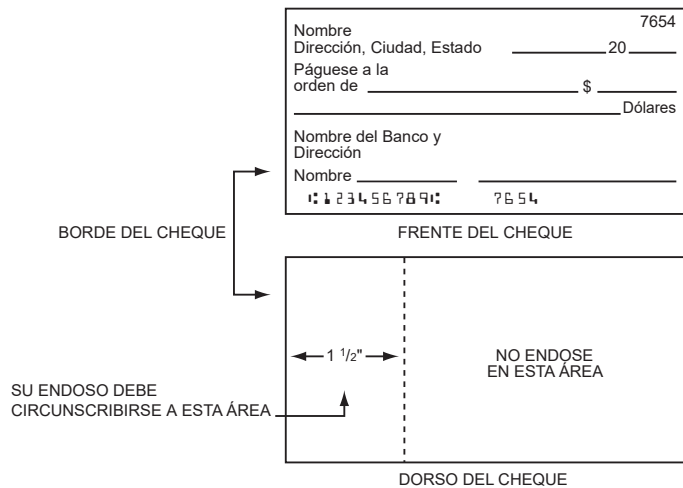 7654
Nombre
Dirección, Ciudad, Estado 20
Páguese a la
orden de $
Dólares
Nombre del Banco y
Dirección
Nombre
⑆123456789⑆ 7654
BORDE DEL CHEQUE
FRENTE DEL CHEQUE
1 1/2"
NO ENDOSE
EN ESTA ÁREA
SU ENDOSO DEBE
CIRCUNSCRIBIRSE A ESTA ÁREA
DORSO DEL CHEQUE